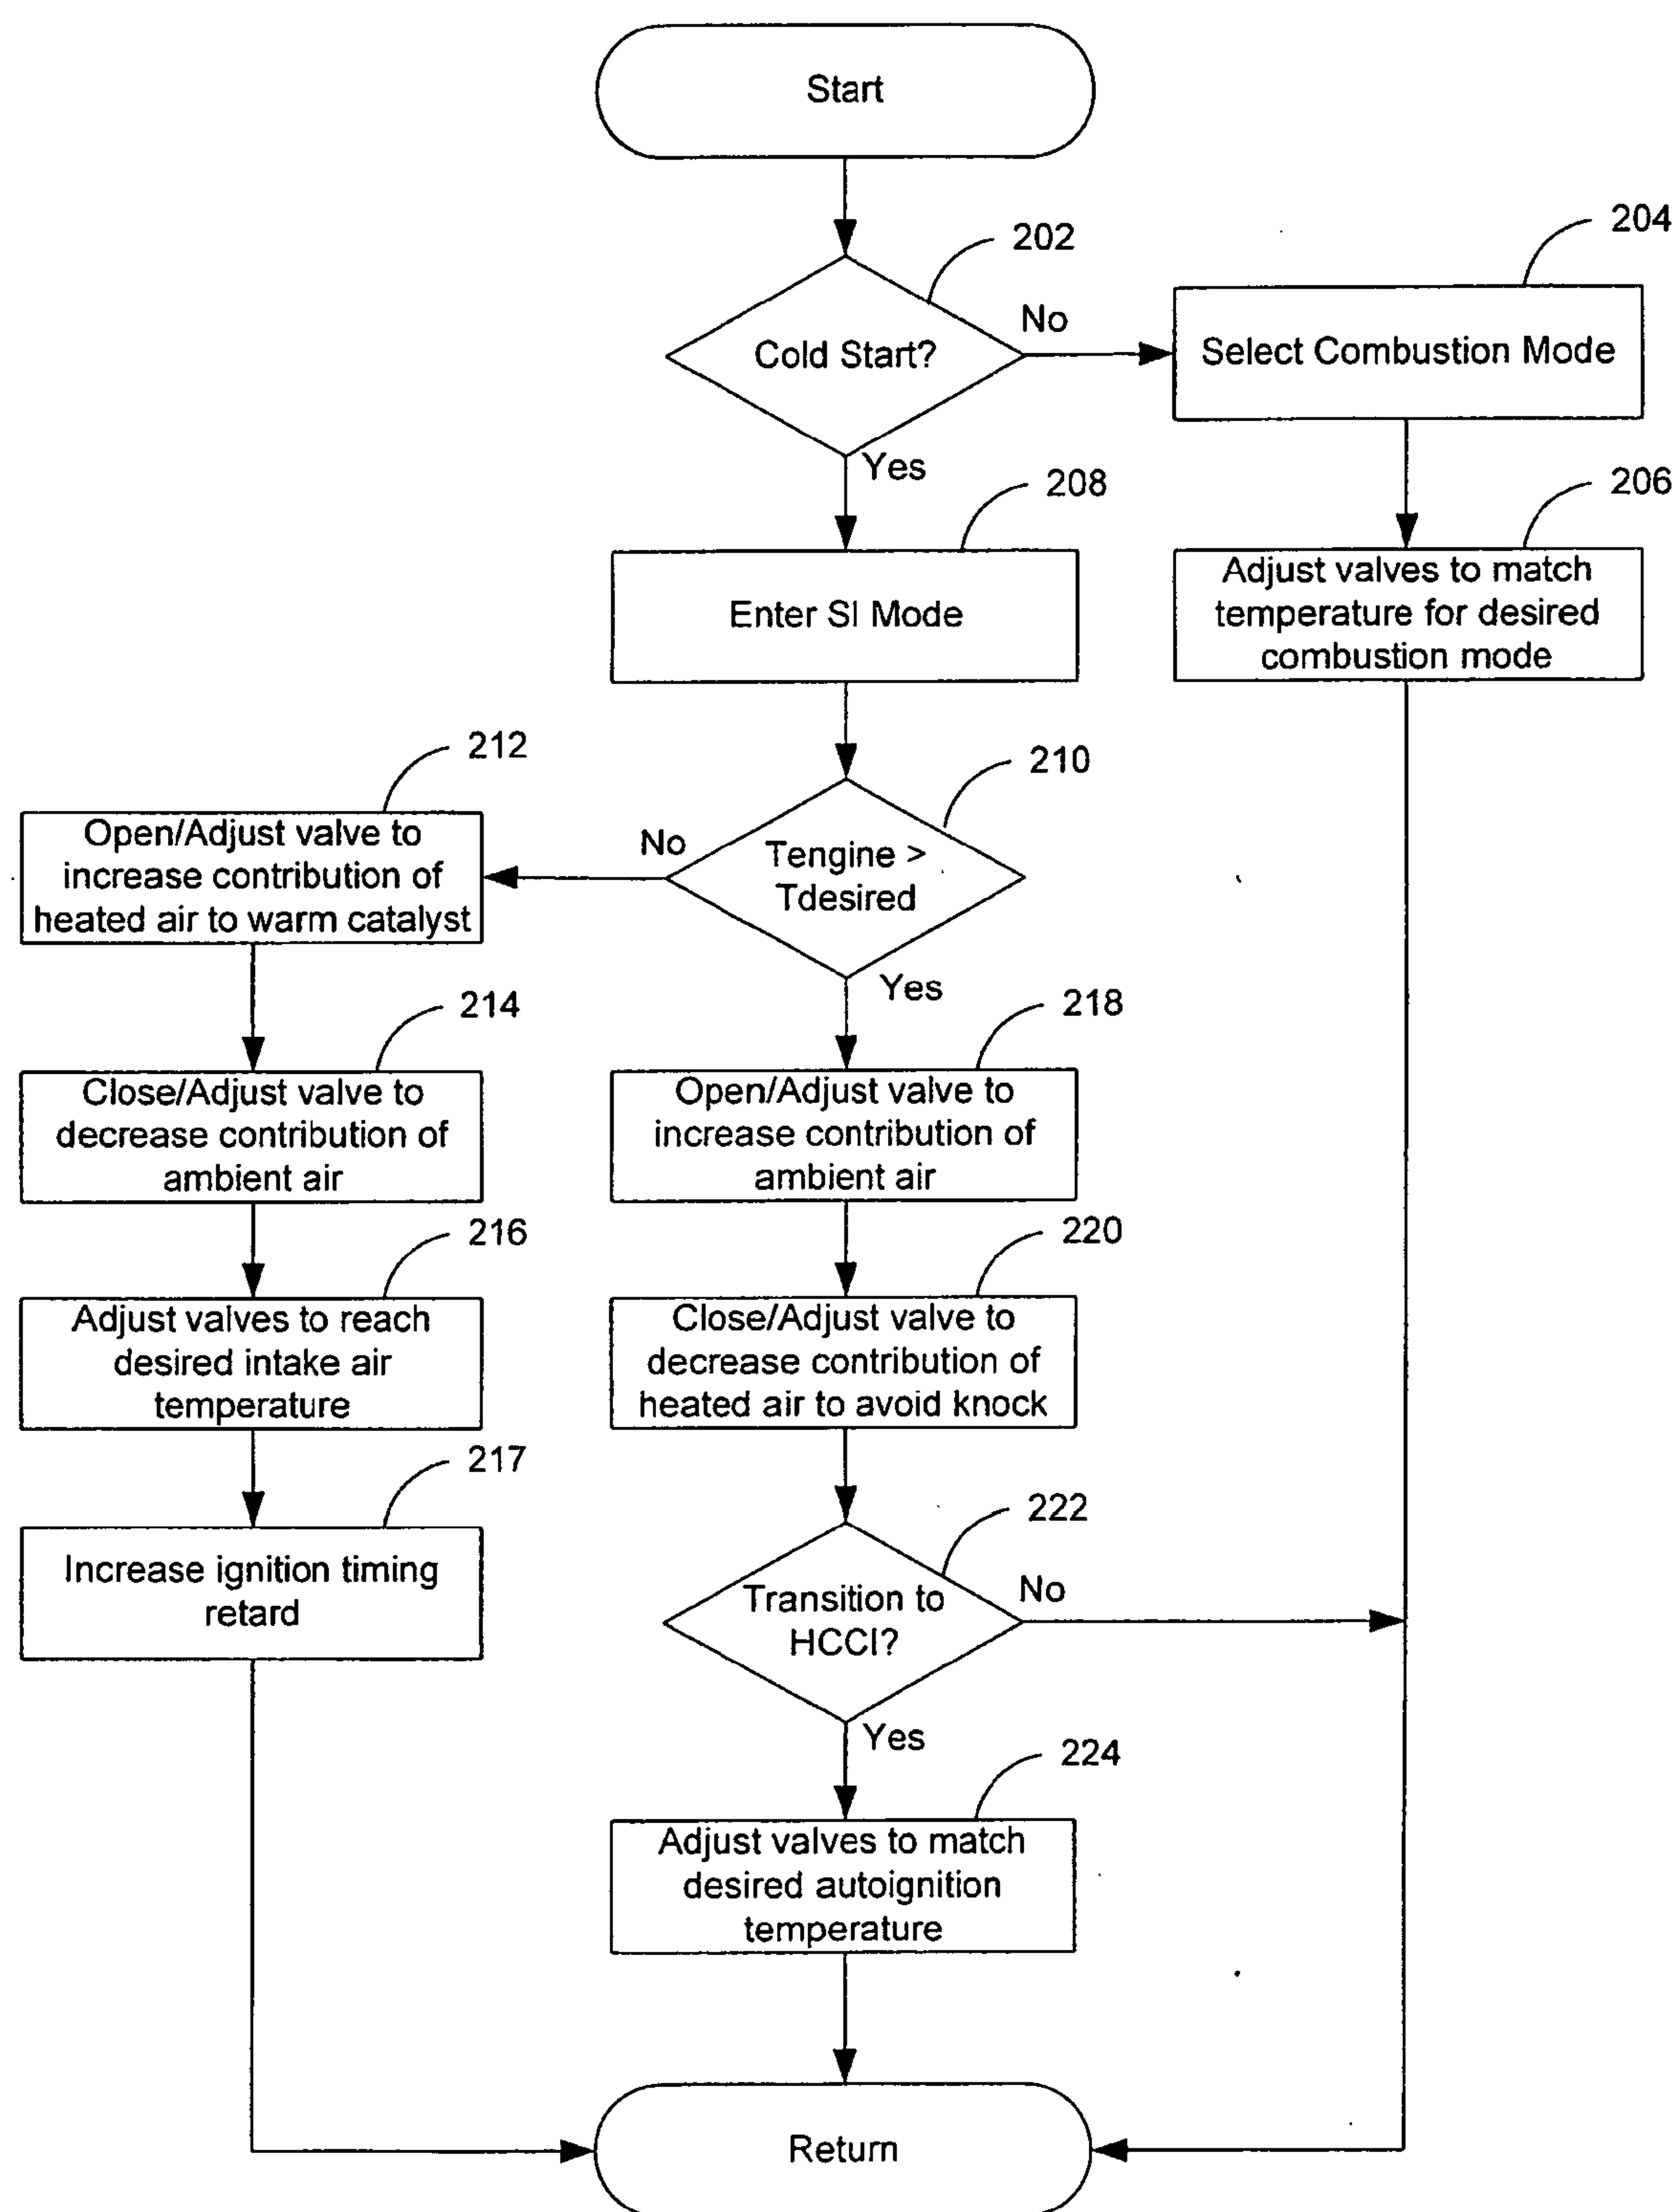 Start
202
204
Cold Start?
No
Select Combustion Mode
Yes
208
206
Enter SI Mode
Adjust valves to match
temperature for desired
combustion mode
212
210
Open/Adjust valve to
increase contribution of
heated air to warm catalyst
No
Tengine >
Tdesired
Yes
214
218
Close/Adjust valve to
decrease contribution of
ambient air
Open/Adjust valve to
increase contribution of
ambient air
216
220
Adjust valves to reach
desired intake air
temperature
Close/Adjust valve to
decrease contribution of
heated air to avoid knock
217
222
Increase ignition timing
retard
Transition to
HCCI?
No
Yes
224
Adjust valves to match
desired autoignition
temperature
Return